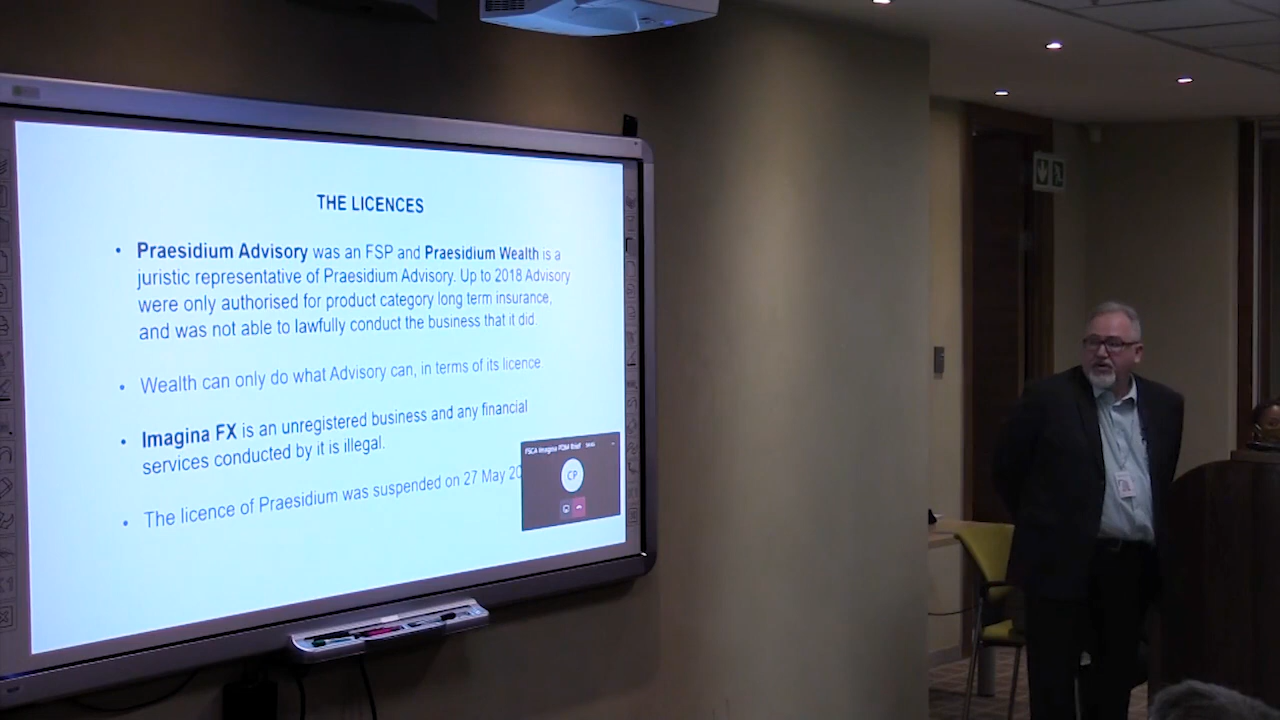 THE LICENCES
• Praesidium Advisory was an FSP and Praesidium Wealth is a
juristic representative of Praesidium Advisory. Up to 2018 Advisory
were only authorised for product category long term insurance,
and was not able to lawfully conduct the business that it did.
• Wealth can only do what Advisory can, in terms of its licence
• Imagina FX is an unregistered business and any financial
services conducted by it is illegal.
• The licence of Praesidium was suspended on 27 May 20
FSCA Imagina
CP